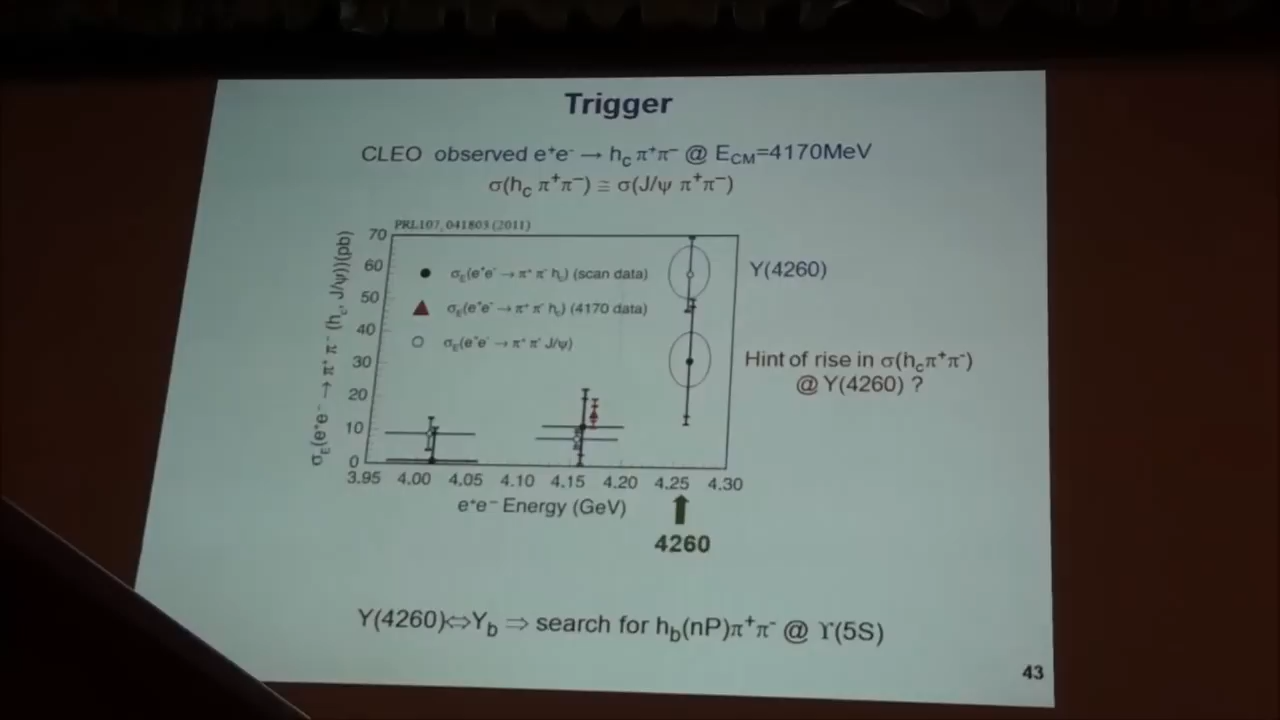 Trigger
CLEO observed e⁺e⁻ → h_c π⁺π⁻ @ E_CM=4170MeV
σ(h_c π⁺π⁻) ≅ σ(J/ψ π⁺π⁻)
PRL107, 041803 (2011)
σ_E(e⁺e⁻ → π⁺ π⁻ (h_c, J/ψ))(pb)
70
60
50
40
30
20
10
0
σ_E(e⁺e⁻ → π⁺ π⁻ h_c) (scan data)
σ_E(e⁺e⁻ → π⁺ π⁻ h_c) (4170 data)
σ_E(e⁺e⁻ → π⁺ π⁻ J/ψ)
Y(4260)
Hint of rise in σ(h_cπ⁺π⁻)
@ Y(4260) ?
3.95 4.00 4.05 4.10 4.15 4.20 4.25 4.30
e⁺e⁻ Energy (GeV)
4260
Y(4260)⇔Y_b ⇒ search for h_b(nP)π⁺π⁻ @ ϒ(5S)
43